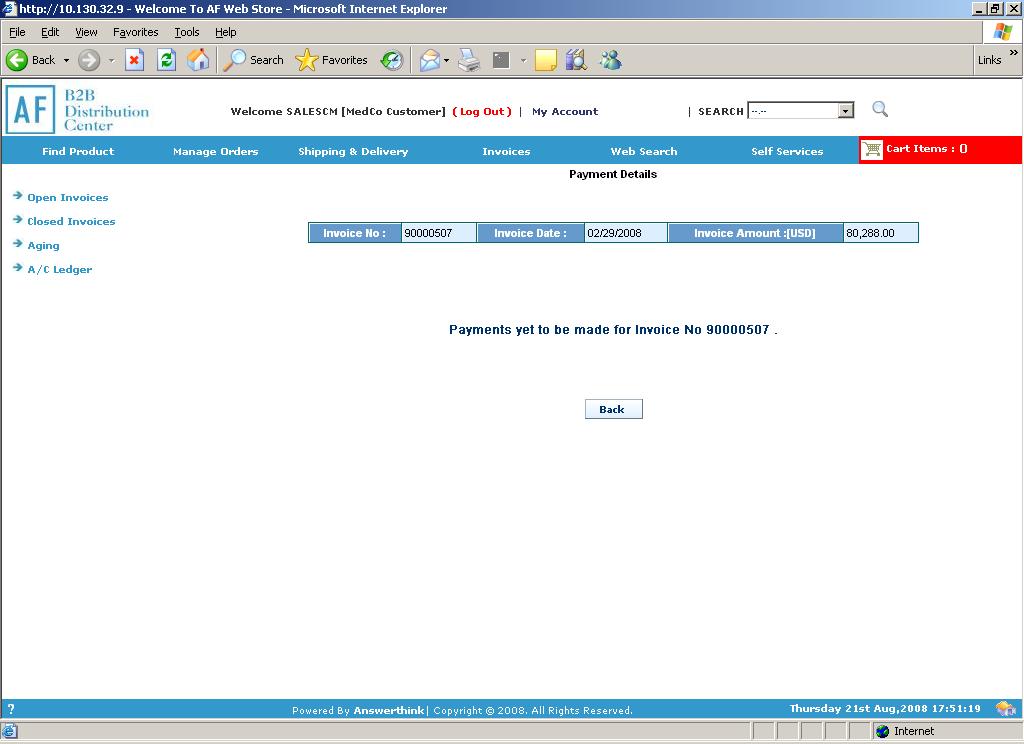 http://10.130.32.9 - Welcome To AF Web Store - Microsoft Internet Explorer
File Edit View Favorites Tools Help
Back Search Favorites Links »
AF B2B Distribution Center
Welcome SALESCM [MedCo Customer] ( Log Out ) | My Account | SEARCH --.--
Find Product Manage Orders Shipping & Delivery Invoices Web Search Self Services Cart Items : 0
Payment Details
Open Invoices
Closed Invoices
Aging
A/C Ledger
Invoice No : 90000507 Invoice Date : 02/29/2008 Invoice Amount :[USD] 80,288.00
Payments yet to be made for Invoice No 90000507 .
Back
? Powered By Answerthink | Copyright © 2008. All Rights Reserved. Thursday 21st Aug,2008 17:51:19
Internet